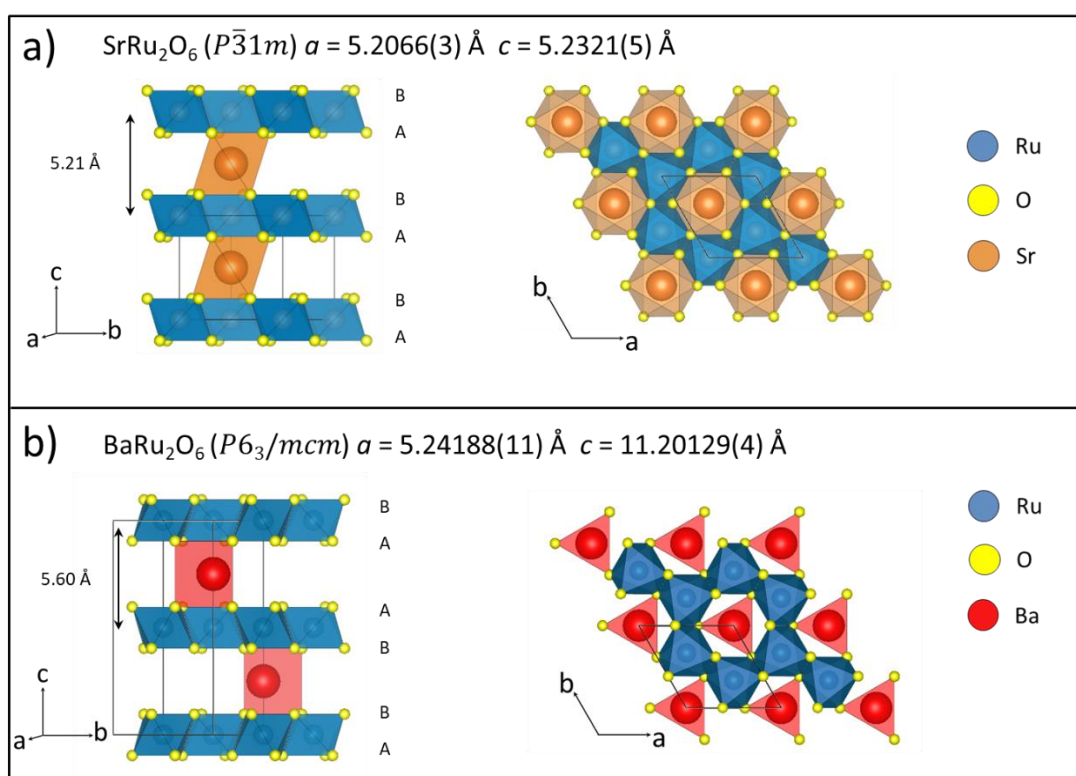 a) SrRu₂O₆ (P3̅1m) a = 5.2066(3) Å c = 5.2321(5) Å
B
A
5.21 Å
B
A
B
A
c
a
b
b
a
Ru
O
Sr
b) BaRu₂O₆ (P6₃/mcm) a = 5.24188(11) Å c = 11.20129(4) Å
B
A
5.60 Å
A
B
B
A
c
a
b
b
a
Ru
O
Ba